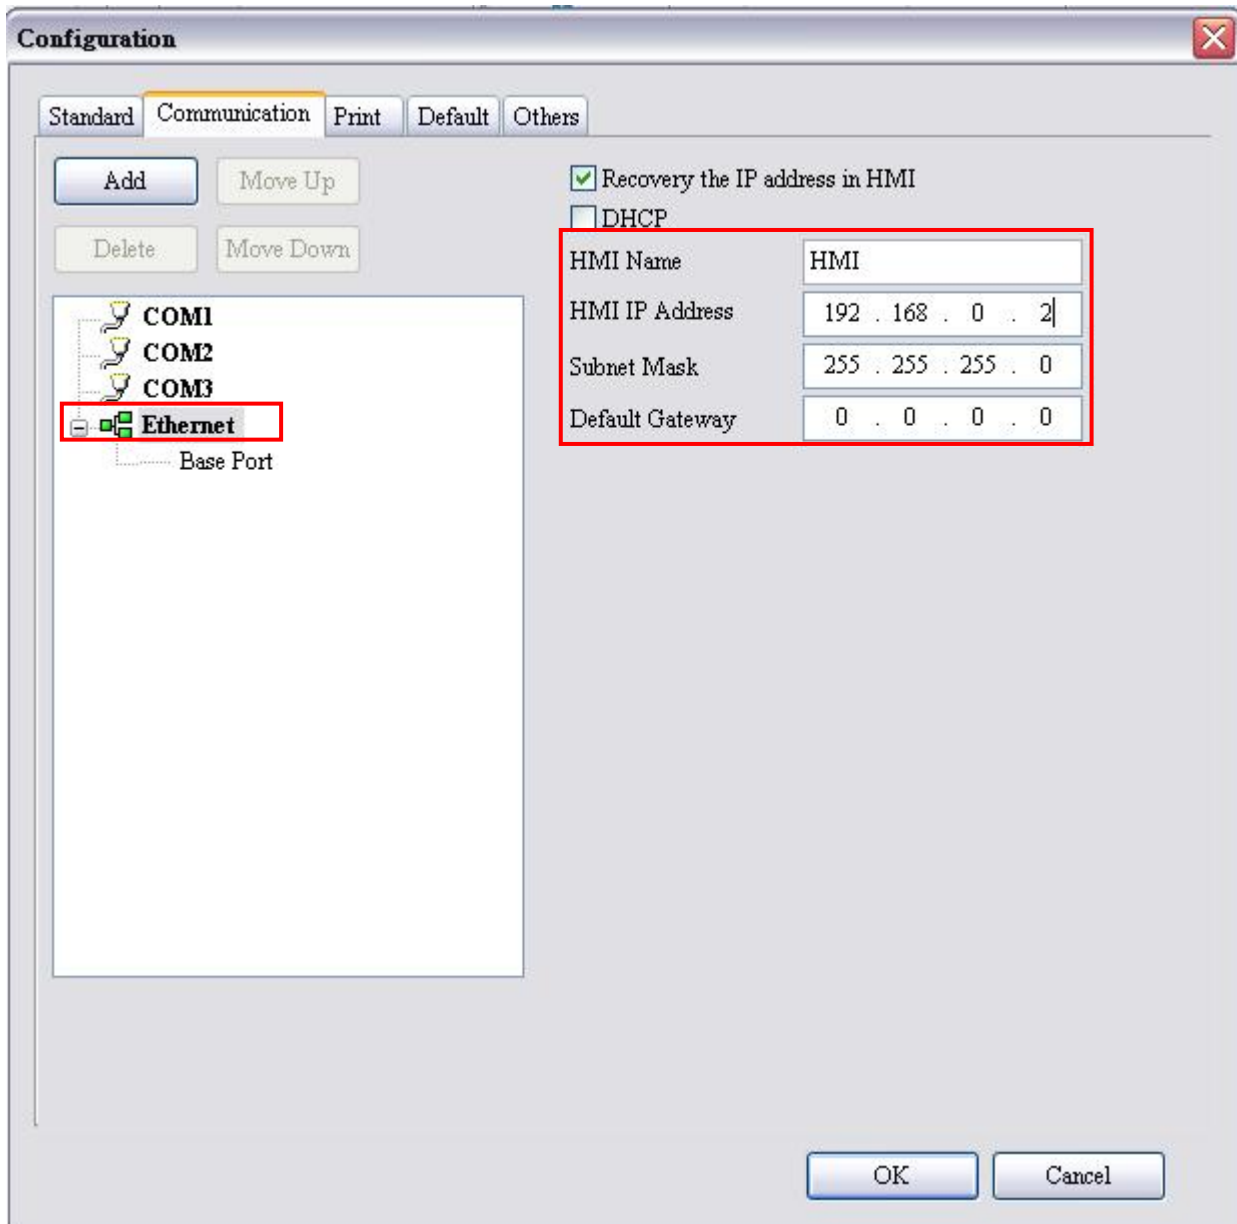 Configuration
Standard Communication Print Default Others
Add Move Up
Delete Move Down
COM1
COM2
COM3
Ethernet
Base Port
Recovery the IP address in HMI
DHCP
HMI Name HMI
HMI IP Address 192 . 168 . 0 . 2
Subnet Mask 255 . 255 . 255 . 0
Default Gateway 0 . 0 . 0 . 0
OK Cancel